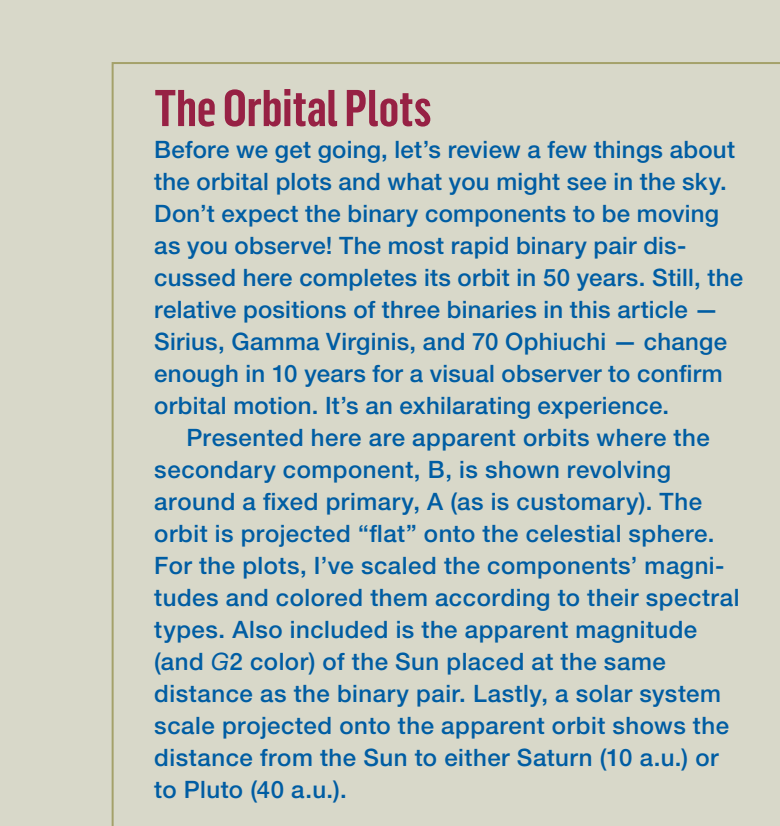 The Orbital Plots
Before we get going, let’s review a few things about
the orbital plots and what you might see in the sky.
Don’t expect the binary components to be moving
as you observe! The most rapid binary pair dis-
cussed here completes its orbit in 50 years. Still, the
relative positions of three binaries in this article —
Sirius, Gamma Virginis, and 70 Ophiuchi — change
enough in 10 years for a visual observer to confirm
orbital motion. It’s an exhilarating experience.
Presented here are apparent orbits where the
secondary component, B, is shown revolving
around a fixed primary, A (as is customary). The
orbit is projected “flat” onto the celestial sphere.
For the plots, I’ve scaled the components’ magni-
tudes and colored them according to their spectral
types. Also included is the apparent magnitude
(and G2 color) of the Sun placed at the same
distance as the binary pair. Lastly, a solar system
scale projected onto the apparent orbit shows the
distance from the Sun to either Saturn (10 a.u.) or
to Pluto (40 a.u.).